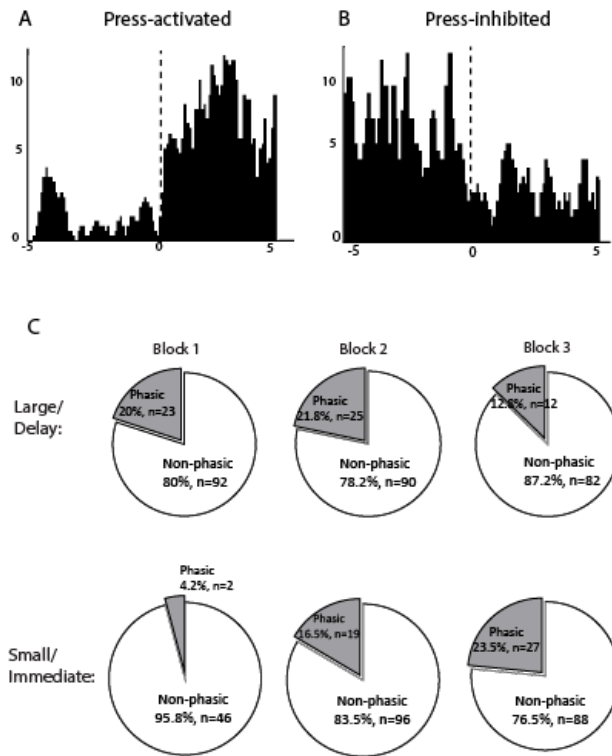 A
Press-activated
B
Press-inhibited
10
5
0
-5
0
5
10
5
0
-5
0
5
C
Block 1
Block 2
Block 3
Large/
Delay:
Phasic
20%, n=23
Non-phasic
80%, n=92
Phasic
21.8%, n=25
Non-phasic
78.2%, n=90
Phasic
12.8%, n=12
Non-phasic
87.2%, n=82
Small/
Immediate:
Phasic
4.2%, n=2
Non-phasic
95.8%, n=46
Phasic
16.5%, n=19
Non-phasic
83.5%, n=96
Phasic
23.5%, n=27
Non-phasic
76.5%, n=88